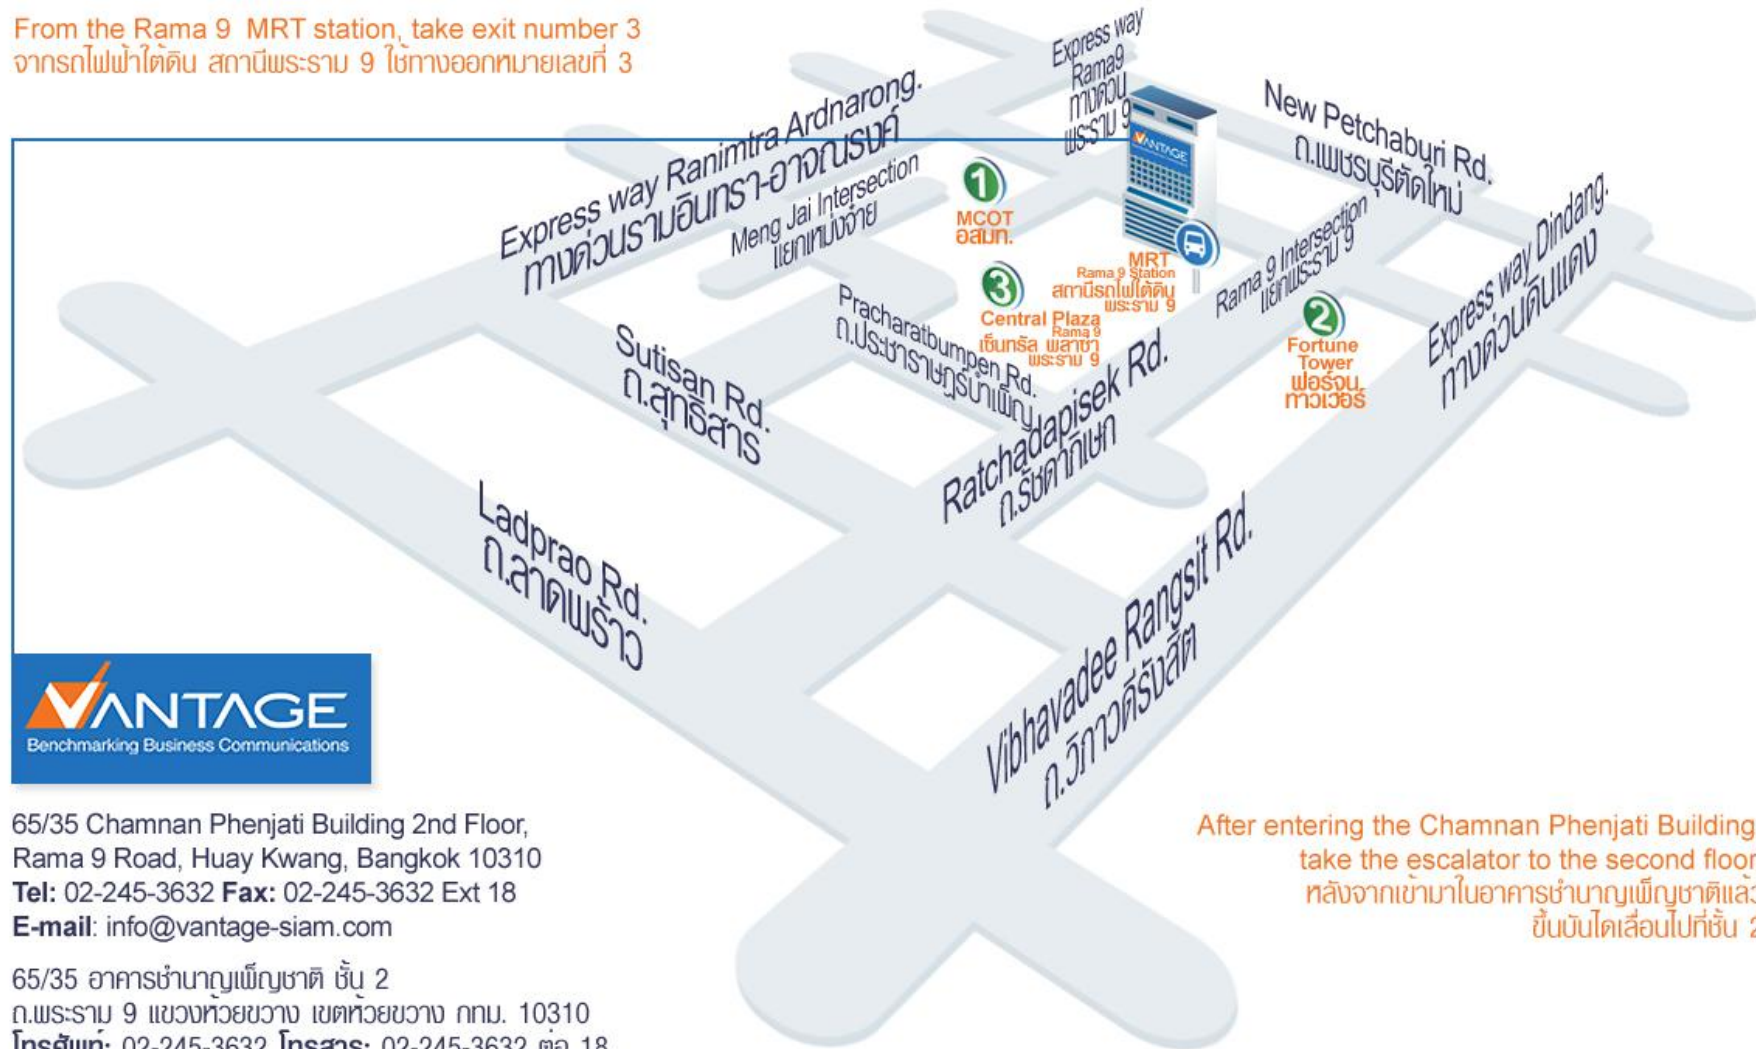 From the Rama 9 MRT station, take exit number 3
จากรถไฟฟ้าใต้ดิน สถานีพระราม 9 ใช้ทางออกหมายเลขที่ 3
Express way
Rama9
ทางด่วน
พระราม 9
New Petchaburi Rd.
ถ.เพชรบุรีตัดใหม่
Express way Ranimtra Ardnarong.
ทางด่วนรามอินทรา-อาจณรงค์
Meng Jai Intersection
แยกเหม่งจ๋าย
1
MCOT
อสมท.
VANTAGE
MRT
Rama 9 Station
สถานีรถไฟใต้ดิน
พระราม 9
Rama 9 Intersection
แยกพระราม 9
Express way Dindang.
ทางด่วนดินแดง
3
Central Plaza
Rama 9
เซ็นทรัล พลาซ่า
พระราม 9
2
Fortune
Tower
ฟอร์จูน
ทาวเวอร์
Pracharatbumpen Rd.
ถ.ประชาราษฎร์บำเพ็ญ
Sutisan Rd.
ถ.สุทธิสาร
Ratchadapisek Rd.
ถ.รัชดาภิเษก
Ladprao Rd.
ถ.ลาดพร้าว
Vibhavadee Rangsit Rd.
ถ.วิภาวดีรังสิต
VANTAGE
Benchmarking Business Communications
65/35 Chamnan Phenjati Building 2nd Floor,
Rama 9 Road, Huay Kwang, Bangkok 10310
Tel: 02-245-3632 Fax: 02-245-3632 Ext 18
E-mail: info@vantage-siam.com
65/35 อาคารชำนาญเพ็ญชาติ ชั้น 2
ถ.พระราม 9 แขวงห้วยขวาง เขตห้วยขวาง กทม. 10310
โทรศัพท์: 02-245-3632 โทรสาร: 02-245-3632 ต่อ 18
After entering the Chamnan Phenjati Building
take the escalator to the second floor
หลังจากเข้ามาในอาคารชำนาญเพ็ญชาติแล้ว
ขึ้นบันไดเลื่อนไปที่ชั้น 2